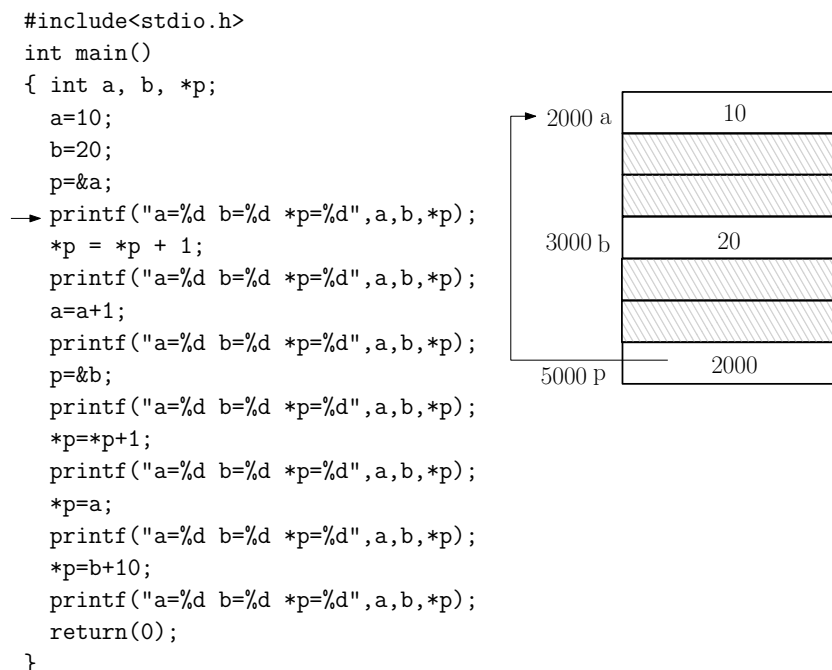 #include<stdio.h>
int main()
{ int a, b, *p;
a=10;
b=20;
p=&a;
printf("a=%d b=%d *p=%d",a,b,*p);
*p = *p + 1;
printf("a=%d b=%d *p=%d",a,b,*p);
a=a+1;
printf("a=%d b=%d *p=%d",a,b,*p);
p=&b;
printf("a=%d b=%d *p=%d",a,b,*p);
*p=*p+1;
printf("a=%d b=%d *p=%d",a,b,*p);
*p=a;
printf("a=%d b=%d *p=%d",a,b,*p);
*p=b+10;
printf("a=%d b=%d *p=%d",a,b,*p);
return(0);
}
2000 a 10
3000 b 20
5000 p 2000